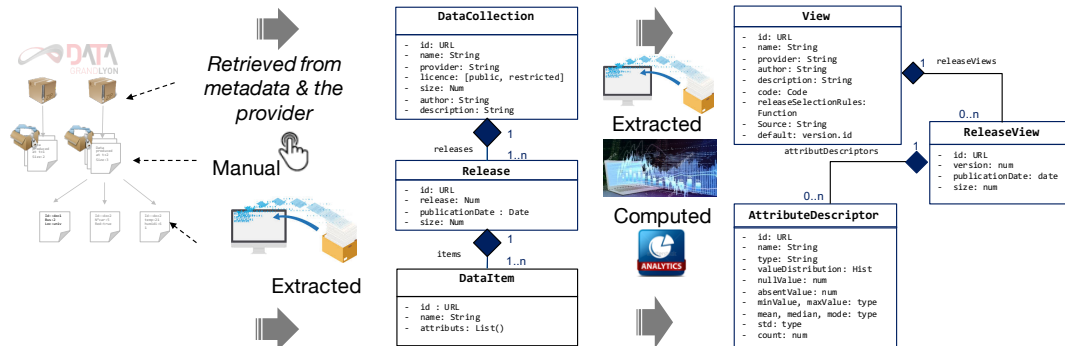 DATA
GRANDLYON
Retrieved from
metadata & the
provider
Manual
Extracted
DataCollection
- id: URL
- name: String
- provider: String
- licence: [public, restricted]
- size: Num
- author: String
- description: String
1
releases
1..n
Release
- id: URL
- release: Num
- publicationDate : Date
- size: Num
1
items
1..n
DataItem
- id : URL
- name: String
- attributs: List()
Extracted
Computed
ANALYTICS
View
- id: URL
- name: String
- provider: String
- author: String
- description: String
- code: Code
- releaseSelectionRules:
Function
- Source: String
- default: version.id
1
releaseViews
0..n
ReleaseView
- id: URL
- version: num
- publicationDate: date
- size: num
1
attributDescriptors
0..n
AttributeDescriptor
- id: URL
- name: String
- type: String
- valueDistribution: Hist
- nullValue: num
- absentValue: num
- minValue, maxValue: type
- mean, median, mode: type
- std: type
- count: num